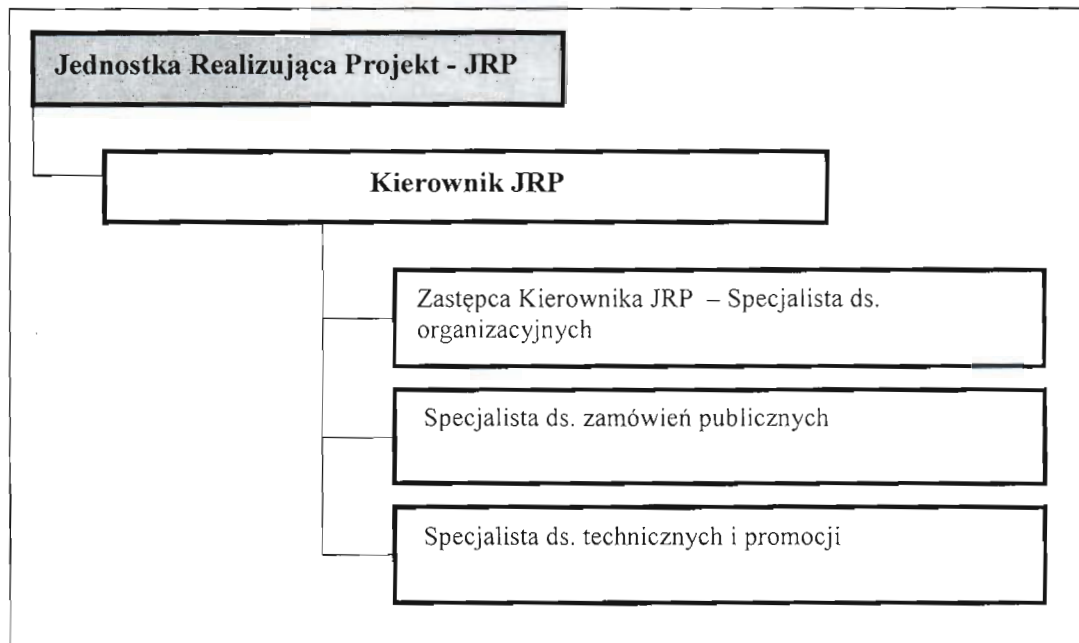 Jednostka Realizująca Projekt - JRP
Kierownik JRP
Zastępca Kierownika JRP – Specjalista ds.
organizacyjnych
Specjalista ds. zamówień publicznych
Specjalista ds. technicznych i promocji